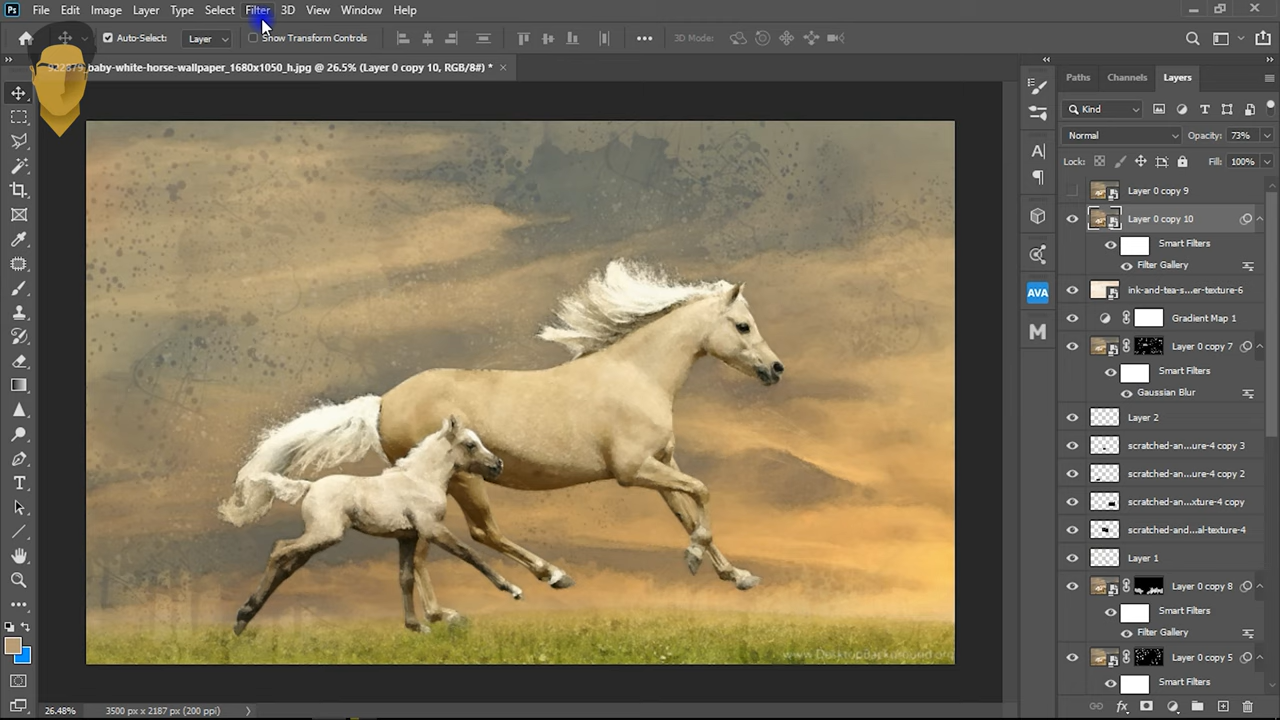 Ps File Edit Image Layer Type Select Filter 3D View Window Help
Auto-Select: Layer Show Transform Controls 3D Mode:
922879_baby-white-horse-wallpaper_1680x1050_h.jpg @ 26.5% (Layer 0 copy 10, RGB/8#) * ×
Paths Channels Layers
Kind
Normal Opacity: 73%
Lock: Fill: 100%
Layer 0 copy 9
Layer 0 copy 10
Smart Filters
Filter Gallery
AVA
ink-and-tea-s...er-texture-6
Gradient Map 1
M
Layer 0 copy 7
Smart Filters
Gaussian Blur
Layer 2
scratched-an...ure-4 copy 3
scratched-an...ure-4 copy 2
scratched-an...xture-4 copy
scratched-and...al-texture-4
Layer 1
Layer 0 copy 8
Smart Filters
Filter Gallery
Layer 0 copy 5
Smart Filters
26.48% 3500 px x 2187 px (200 ppi)